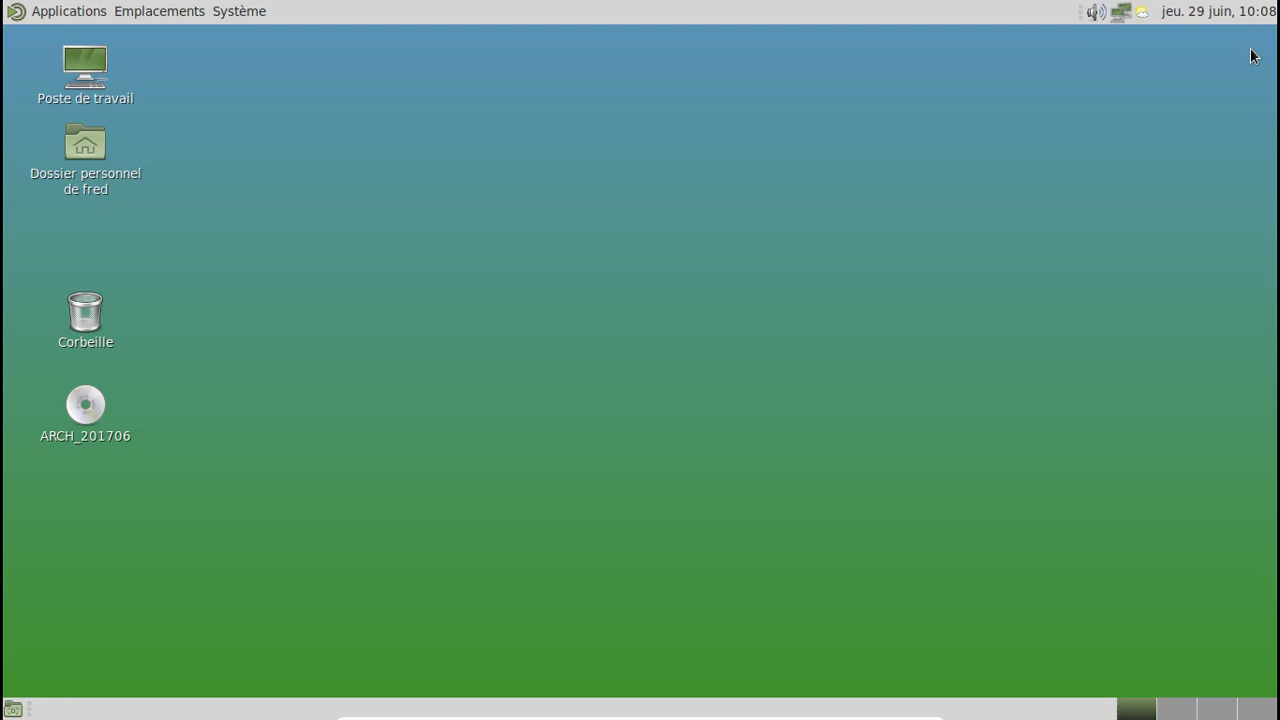 Applications Emplacements Système jeu. 29 juin, 10:08
Poste de travail
Dossier personnel
de fred
Corbeille
ARCH_201706